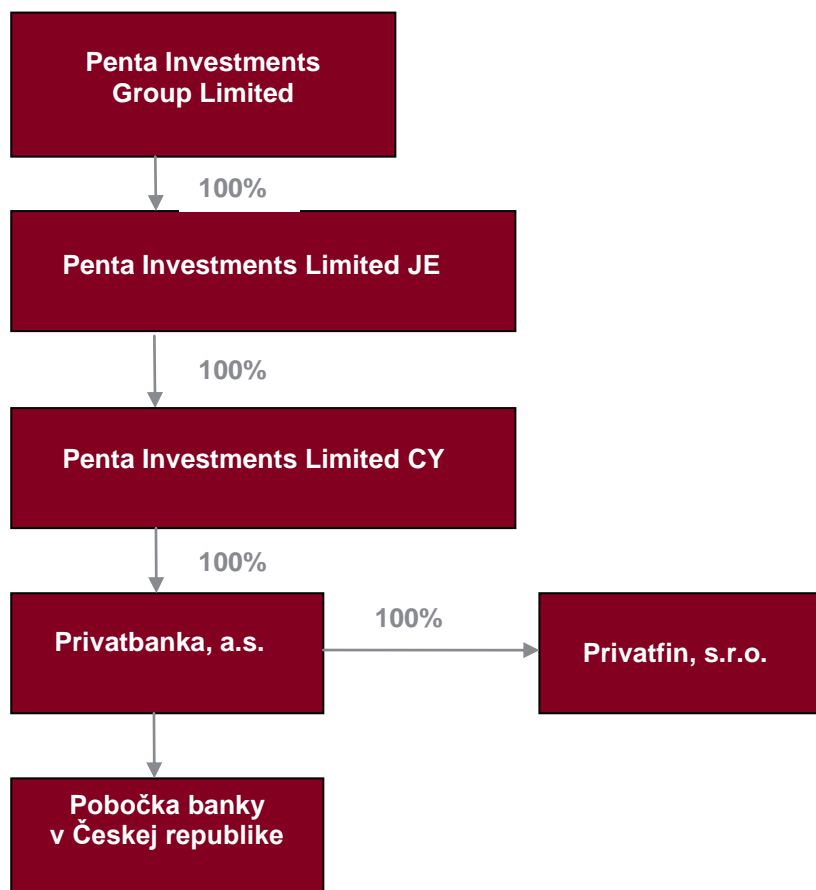 Penta Investments
Group Limited
100%
Penta Investments Limited JE
100%
Penta Investments Limited CY
100%
Privatbanka, a.s.
100%
Privatfin, s.r.o.
Pobočka banky
v Českej republike